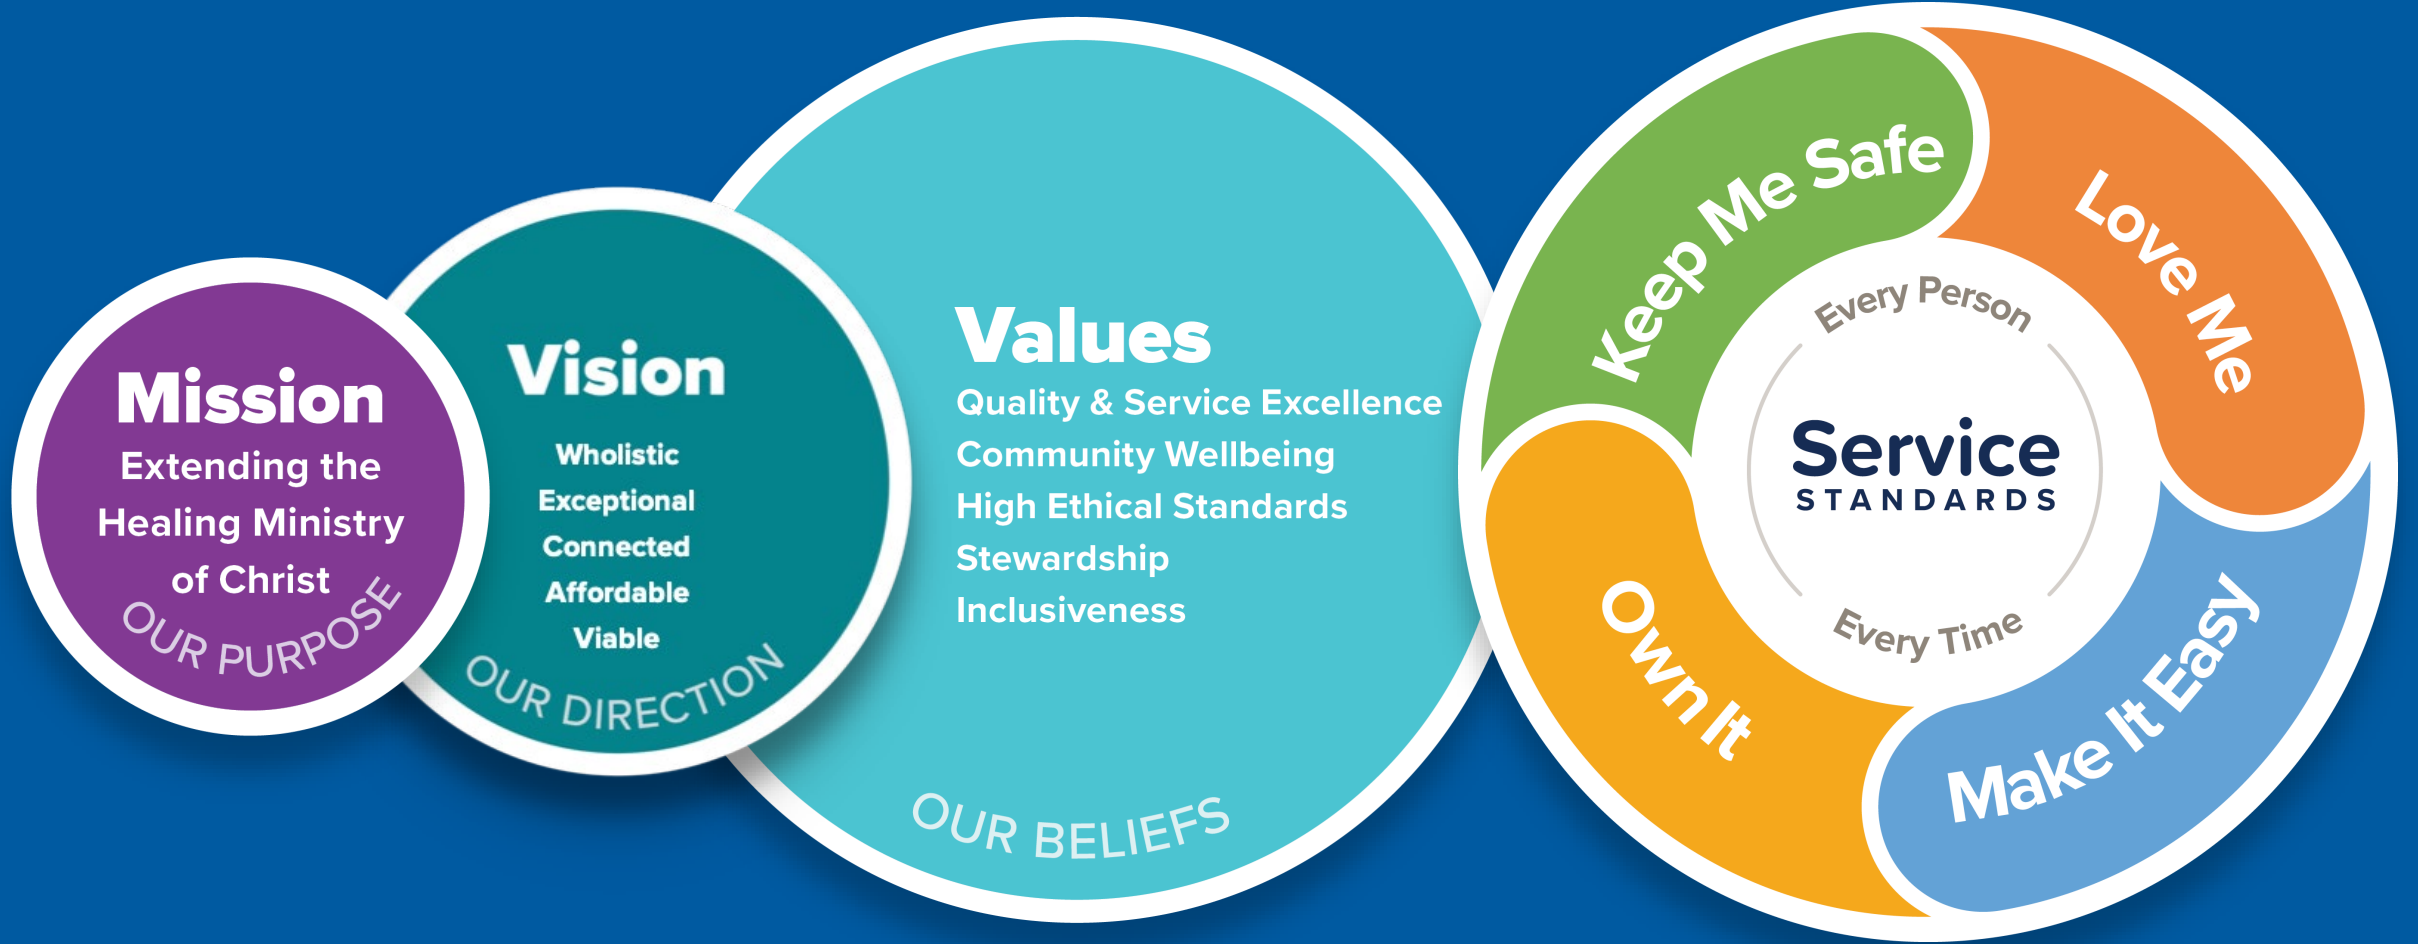 Mission
Extending the
Healing Ministry
of Christ
OUR PURPOSE
Vision
Wholistic
Exceptional
Connected
Affordable
Viable
OUR DIRECTION
Values
Quality & Service Excellence
Community Wellbeing
High Ethical Standards
Stewardship
Inclusiveness
OUR BELIEFS
Keep Me Safe
Love Me
Make It Easy
Own It
Every Person
Service
STANDARDS
Every Time